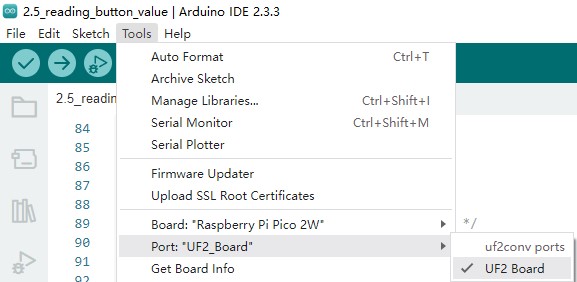 2.5_reading_button_value | Arduino IDE 2.3.3
File Edit Sketch Tools Help
Auto Format Ctrl+T
2.5_readin
Archive Sketch
Manage Libraries... Ctrl+Shift+I
Serial Monitor Ctrl+Shift+M
Serial Plotter
Firmware Updater
Upload SSL Root Certificates
Board: "Raspberry Pi Pico 2W"
Port: "UF2_Board"
Get Board Info
uf2conv ports
UF2 Board
84
85
86
87
88
89 */
90
91
92